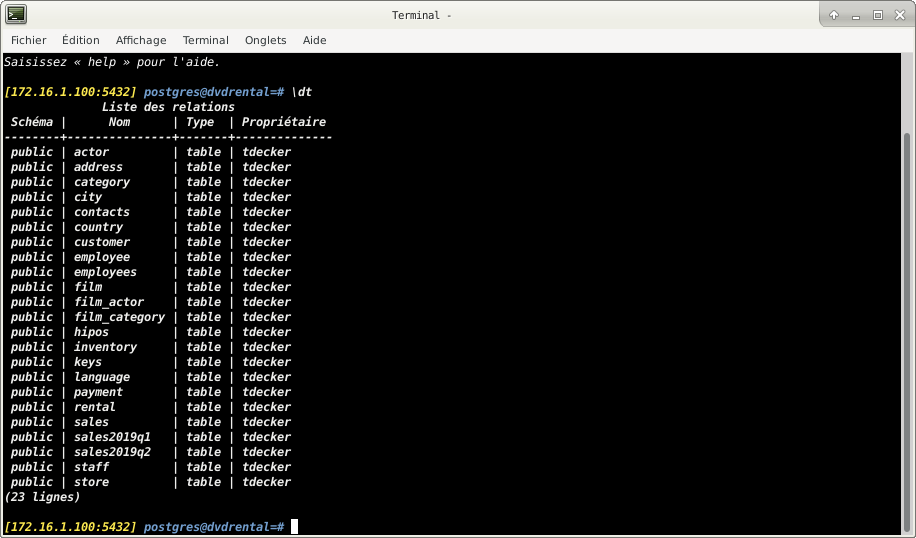 Terminal -
Fichier Édition Affichage Terminal Onglets Aide
Saisissez « help » pour l'aide.
[172.16.1.100:5432] postgres@dvdrental=# \dt
Liste des relations
Schéma | Nom | Type | Propriétaire
--------+---------------+-------+--------------
public | actor | table | tdecker
public | address | table | tdecker
public | category | table | tdecker
public | city | table | tdecker
public | contacts | table | tdecker
public | country | table | tdecker
public | customer | table | tdecker
public | employee | table | tdecker
public | employees | table | tdecker
public | film | table | tdecker
public | film_actor | table | tdecker
public | film_category | table | tdecker
public | hipos | table | tdecker
public | inventory | table | tdecker
public | keys | table | tdecker
public | language | table | tdecker
public | payment | table | tdecker
public | rental | table | tdecker
public | sales | table | tdecker
public | sales2019q1 | table | tdecker
public | sales2019q2 | table | tdecker
public | staff | table | tdecker
public | store | table | tdecker
(23 lignes)
[172.16.1.100:5432] postgres@dvdrental=#